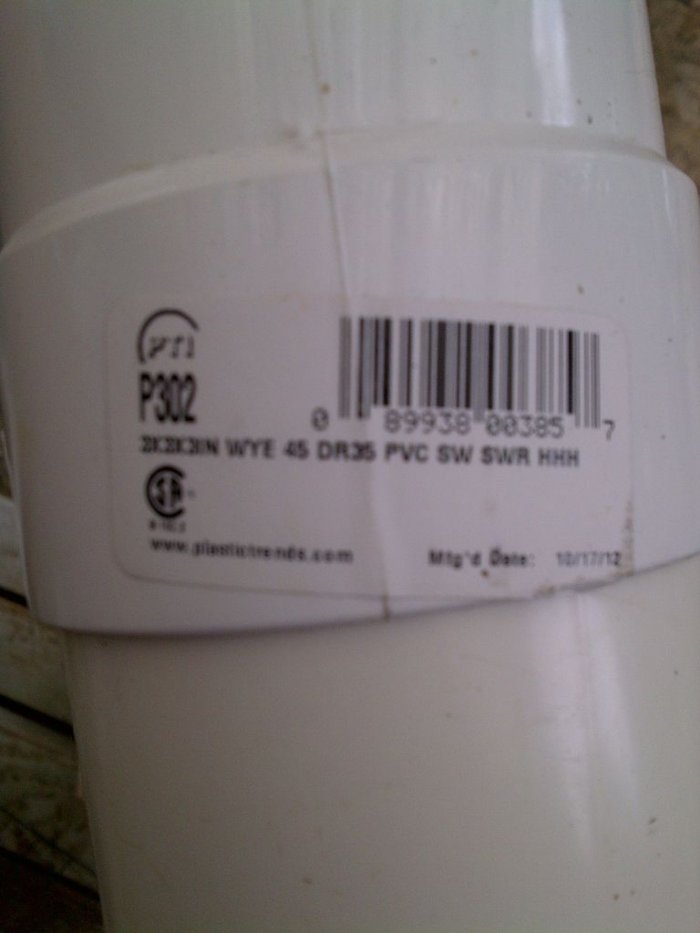 PTI
P302
0 89938 00385 7
3X3X3IN WYE 45 DR35 PVC SW SWR HHH
www.plastictrends.com
Mfg'd Date: 10/17/12